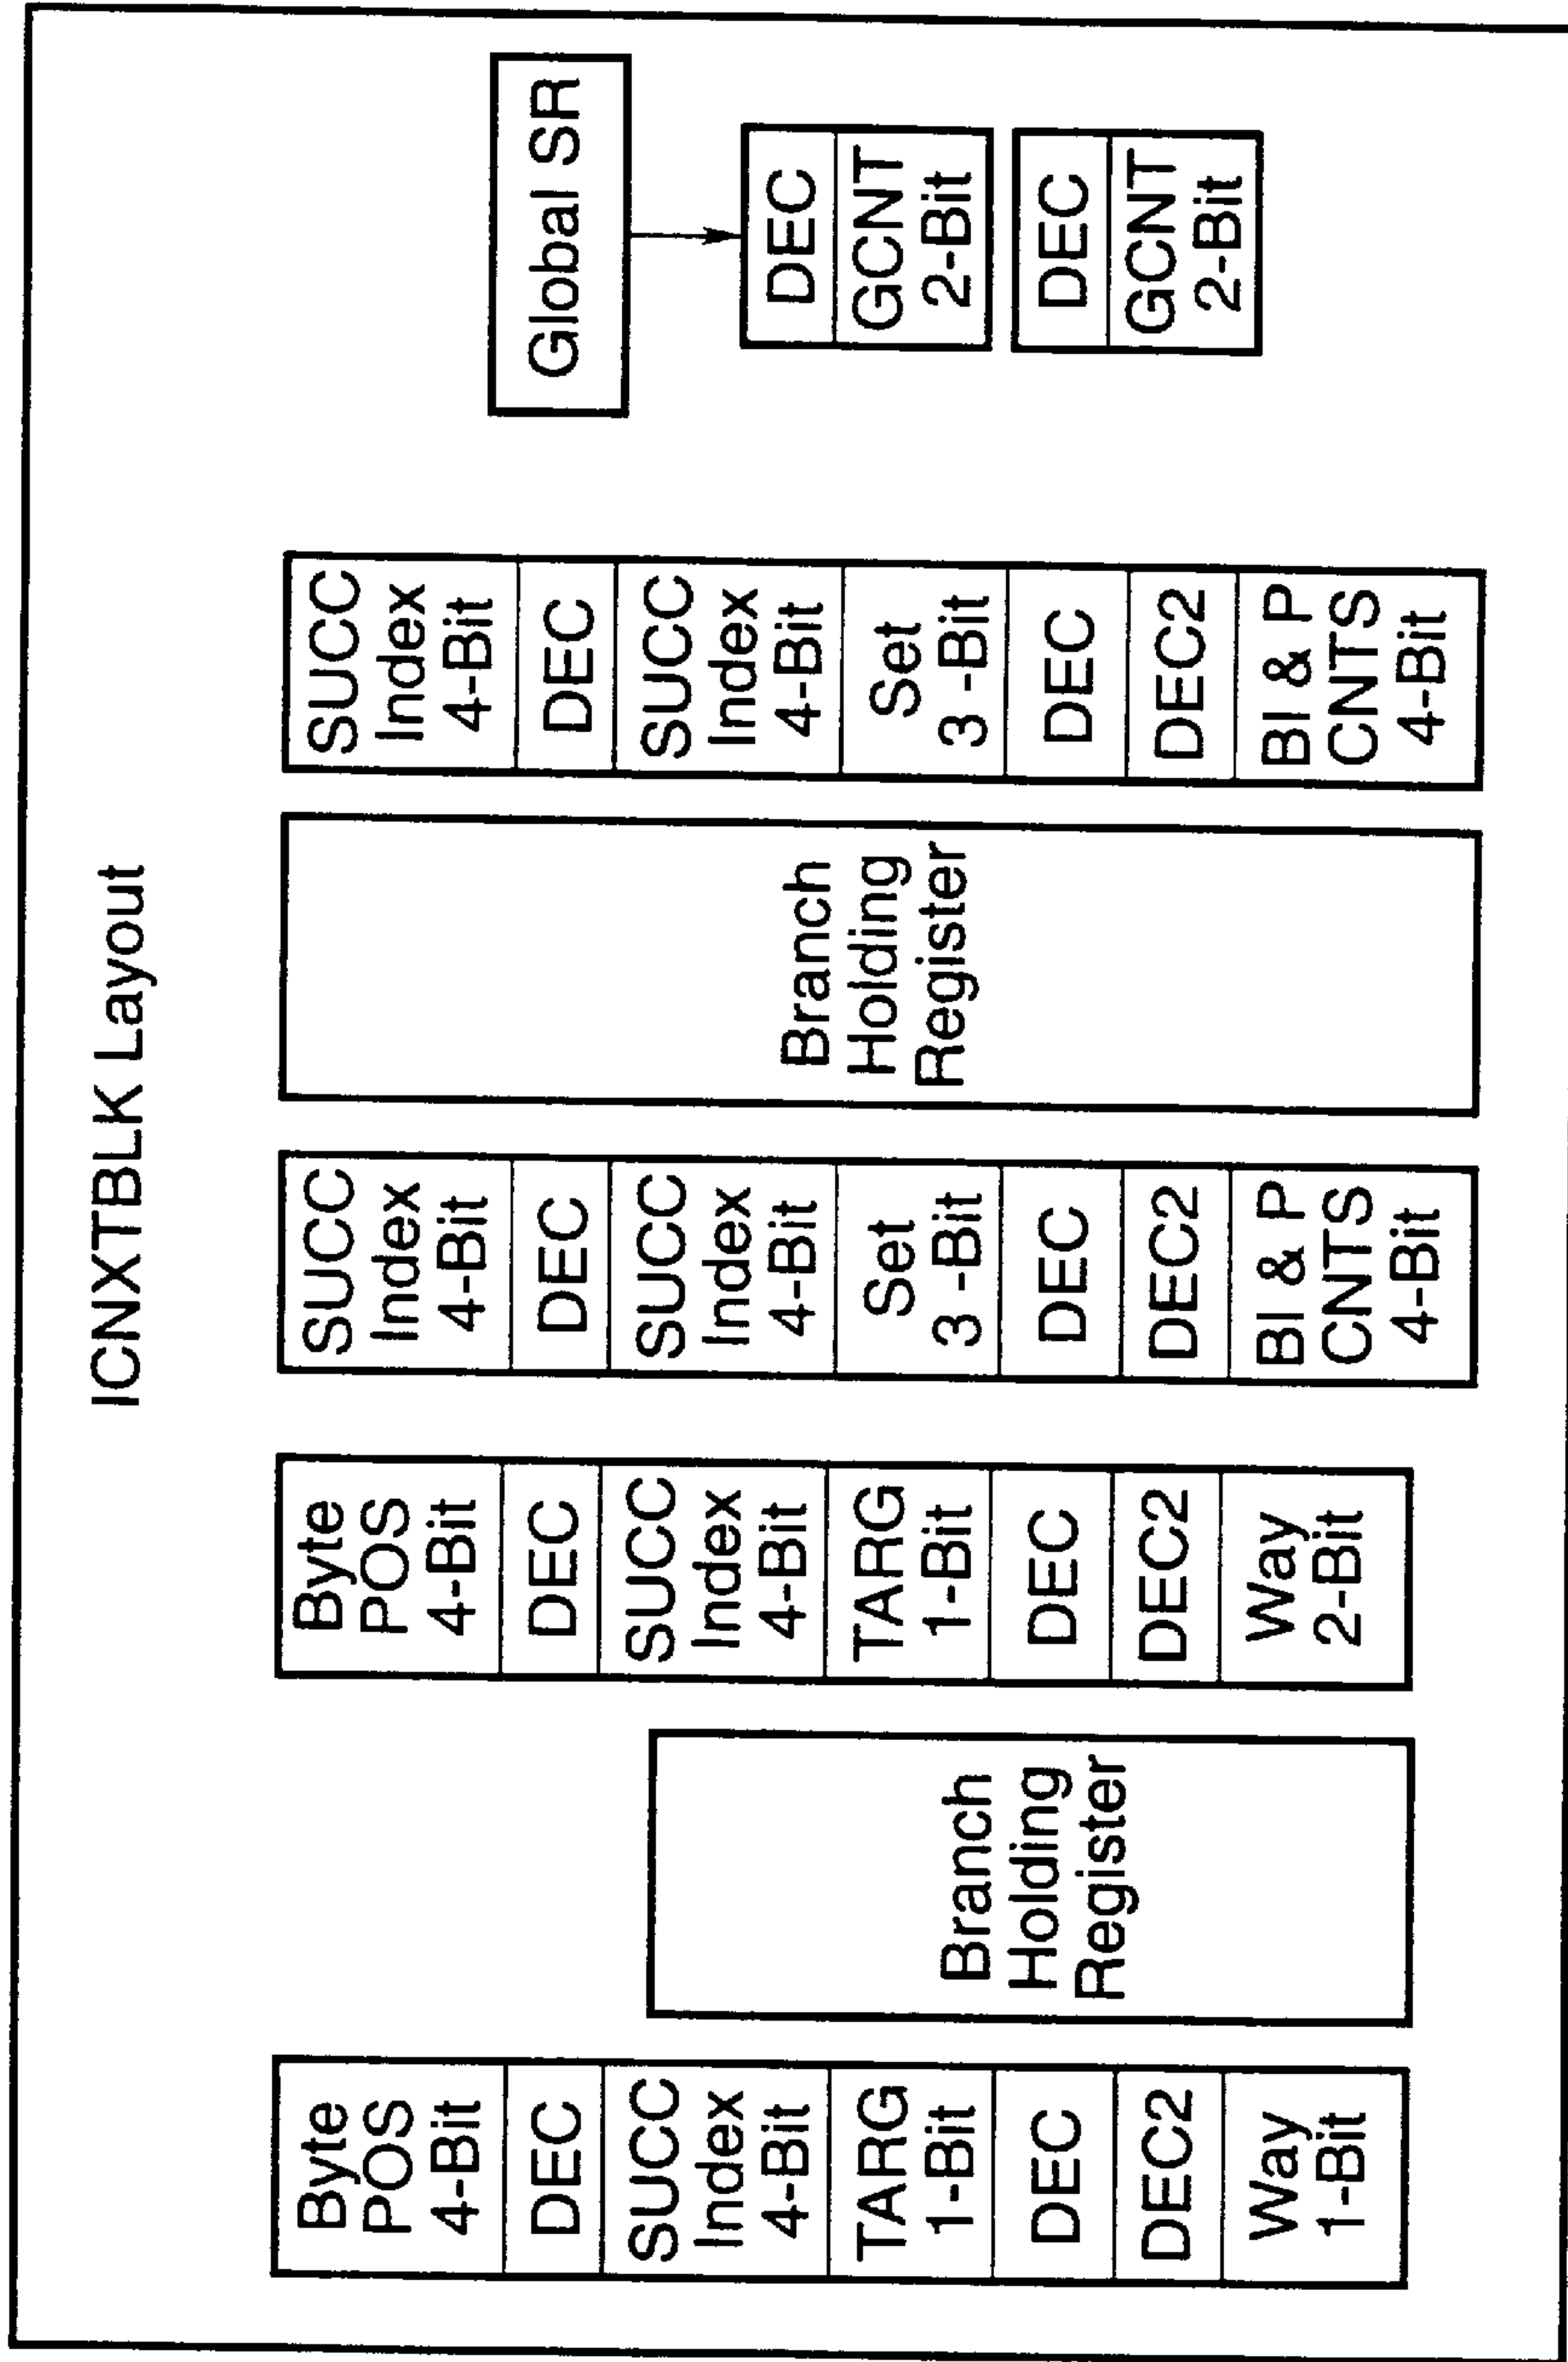 ICNXTBLK Layout
Byte
POS
4-Bit
DEC
SUCC
Index
4-Bit
TARG
1-Bit
DEC
DEC2
Way
1-Bit
Branch
Holding
Register
Byte
POS
4-Bit
DEC
SUCC
Index
4-Bit
TARG
1-Bit
DEC
DEC2
Way
2-Bit
SUCC
Index
4-Bit
DEC
SUCC
Index
4-Bit
Set
3 -Bit
DEC
DEC2
BI & P
CNTS
4-Bit
Branch
Holding
Register
SUCC
Index
4-Bit
DEC
SUCC
Index
4-Bit
Set
3 -Bit
DEC
DEC2
BI & P
CNTS
4-Bit
Global SR
DEC
GCNT
2-Bit
DEC
GCNT
2-Bit